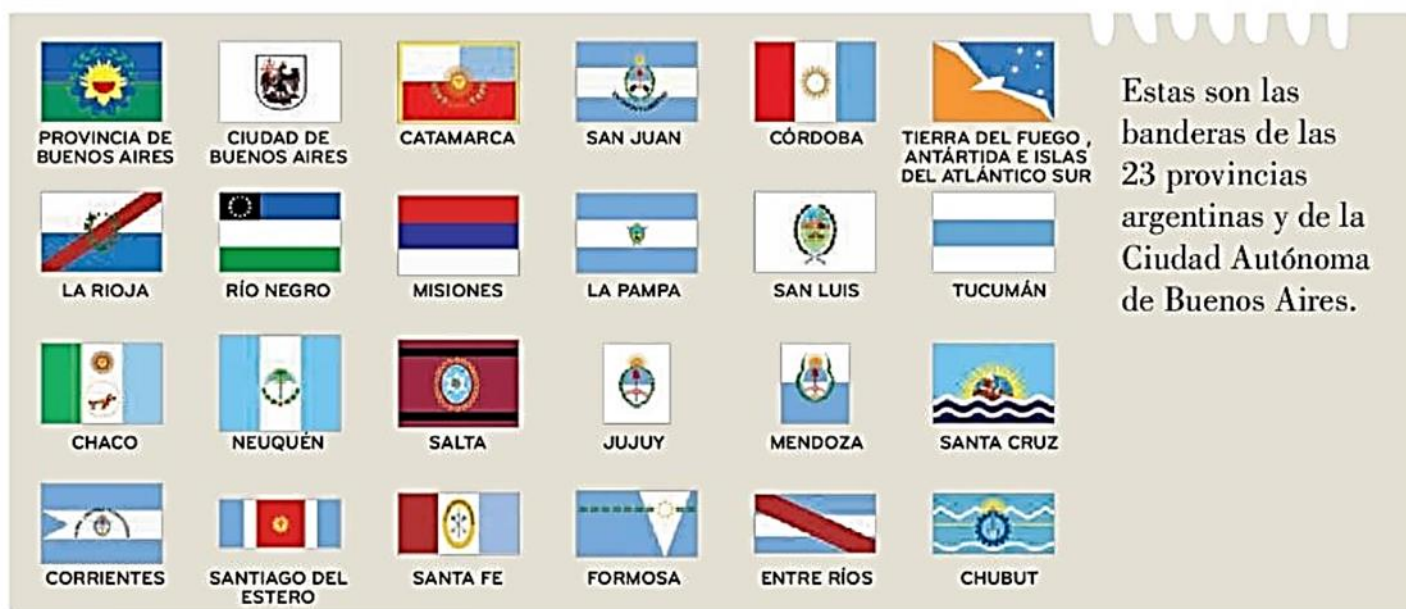 PROVINCIA DE
BUENOS AIRES
CIUDAD DE
BUENOS AIRES
CATAMARCA
SAN JUAN
CÓRDOBA
TIERRA DEL FUEGO ,
ANTÁRTIDA E ISLAS
DEL ATLÁNTICO SUR
LA RIOJA
RÍO NEGRO
MISIONES
LA PAMPA
SAN LUIS
TUCUMÁN
CHACO
NEUQUÉN
SALTA
JUJUY
MENDOZA
SANTA CRUZ
CORRIENTES
SANTIAGO DEL
ESTERO
SANTA FE
FORMOSA
ENTRE RÍOS
CHUBUT
Estas son las
banderas de las
23 provincias
argentinas y de la
Ciudad Autónoma
de Buenos Aires.